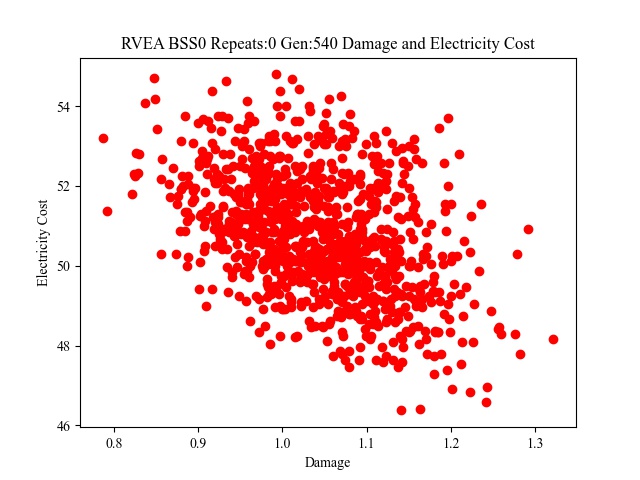 RVEA BSS0 Repeats:0 Gen:540 Damage and Electricity Cost
54
52
50
48
46
Electricity Cost
0.8 0.9 1.0 1.1 1.2 1.3
Damage